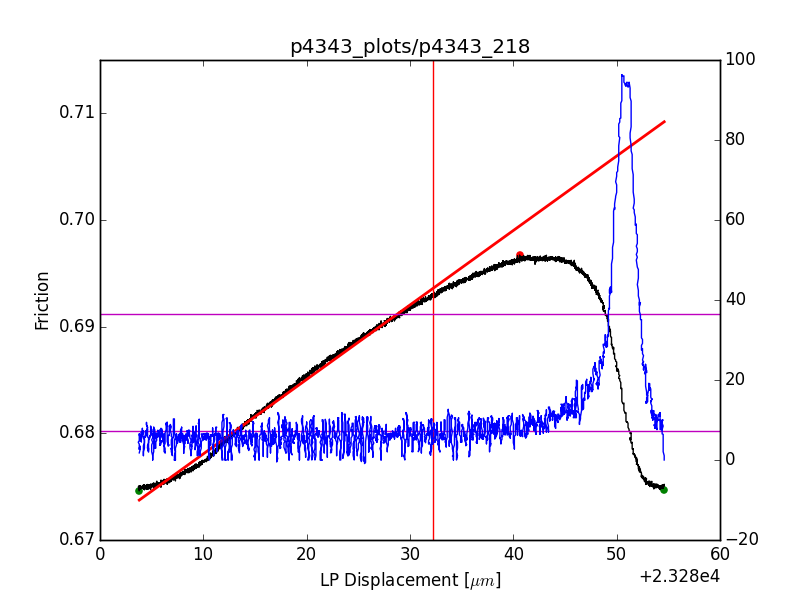 p4343_plots/p4343_218
0.71
0.70
0.69
0.68
0.67
Friction
100
80
60
40
20
0
−20
0 10 20 30 40 50 60
LP Displacement [μm]
+2.328e4